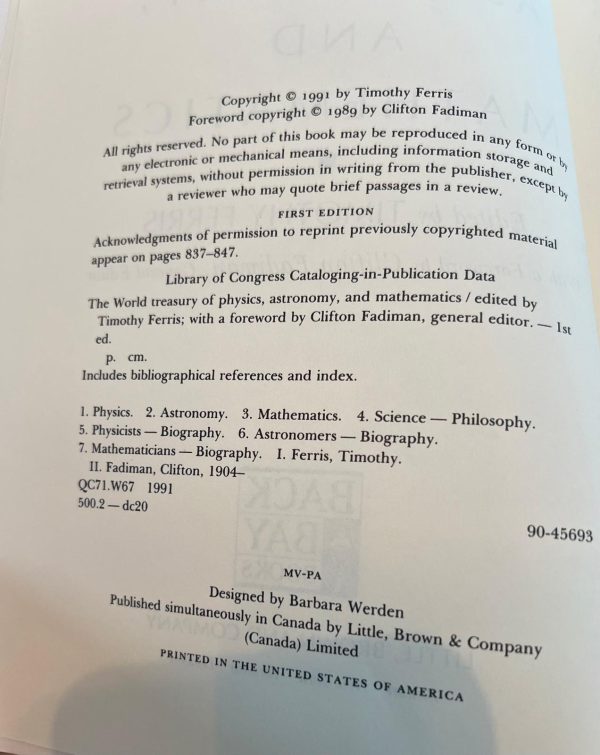 Copyright © 1991 by Timothy Ferris
Foreword copyright © 1989 by Clifton Fadiman
All rights reserved. No part of this book may be reproduced in any form or by
any electronic or mechanical means, including information storage and
retrieval systems, without permission in writing from the publisher, except by
a reviewer who may quote brief passages in a review.
FIRST EDITION
Acknowledgments of permission to reprint previously copyrighted material
appear on pages 837–847.
Library of Congress Cataloging-in-Publication Data
The World treasury of physics, astronomy, and mathematics / edited by
Timothy Ferris; with a foreword by Clifton Fadiman, general editor. — 1st
ed.
p. cm.
Includes bibliographical references and index.
1. Physics. 2. Astronomy. 3. Mathematics. 4. Science — Philosophy.
5. Physicists — Biography. 6. Astronomers — Biography.
7. Mathematicians — Biography. I. Ferris, Timothy.
II. Fadiman, Clifton, 1904–
QC71.W67 1991
500.2 — dc20
90-45693
MV-PA
Designed by Barbara Werden
Published simultaneously in Canada by Little, Brown & Company
(Canada) Limited
PRINTED IN THE UNITED STATES OF AMERICA